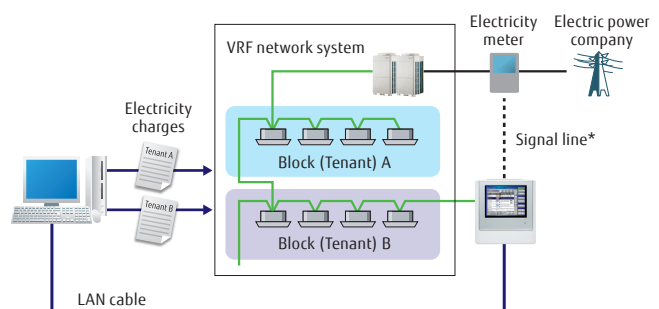 Electricity
meter
Electric power
company
VRF network system
Electricity
charges
Tenant A
Tenant B
Block (Tenant) A
Signal line*
Block (Tenant) B
LAN cable